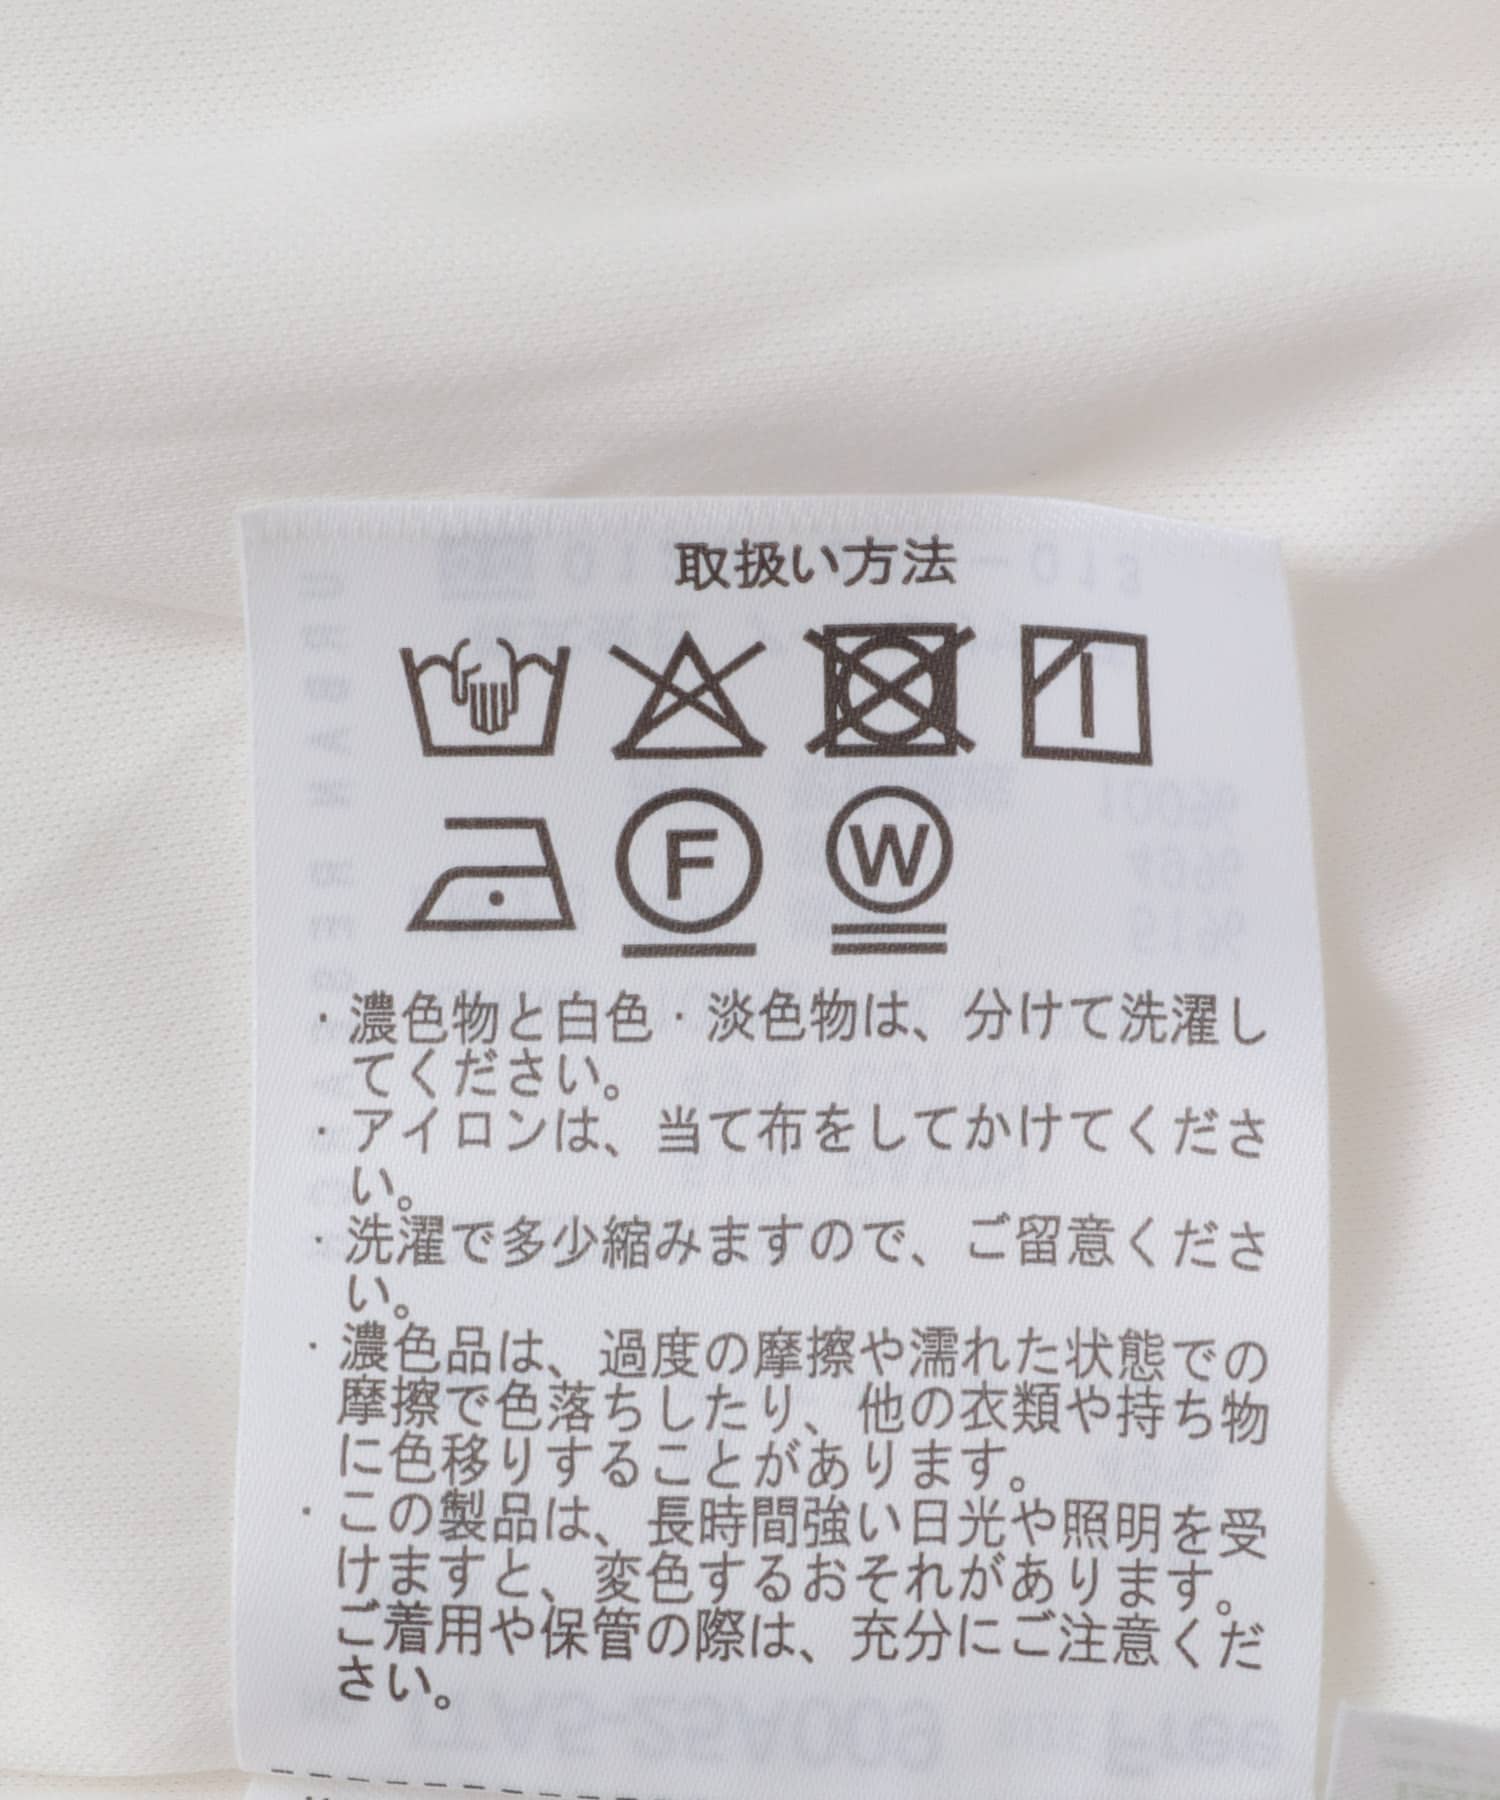 取扱い方法
F W
・濃色物と白色・淡色物は、分けて洗濯し
てください。
・アイロンは、当て布をしてかけてくださ
い。
・洗濯で多少縮みますので、ご留意くださ
い。
・濃色品は、過度の摩擦や濡れた状態での
摩擦で色落ちしたり、他の衣類や持ち物
に色移りすることがあります。
・この製品は、長時間強い日光や照明を受
けますと、変色するおそれがあります。
ご着用や保管の際は、充分にご注意くだ
さい。